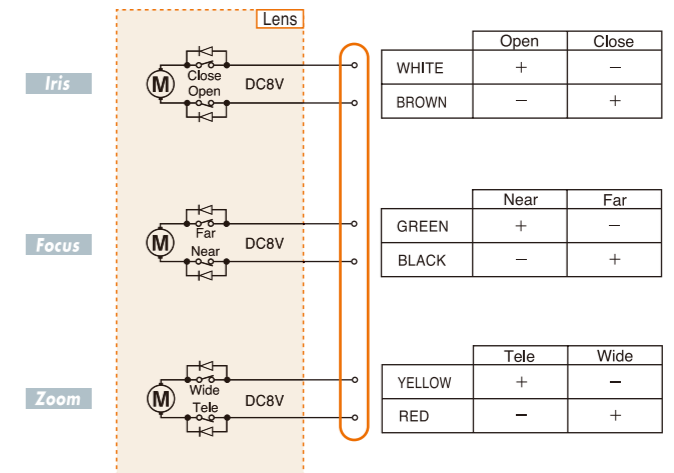 Lens
Iris
M
Close
Open
DC8V
Open Close
WHITE + −
BROWN − +
Focus
M
Far
Near
DC8V
Near Far
GREEN + −
BLACK − +
Zoom
M
Wide
Tele
DC8V
Tele Wide
YELLOW + −
RED − +